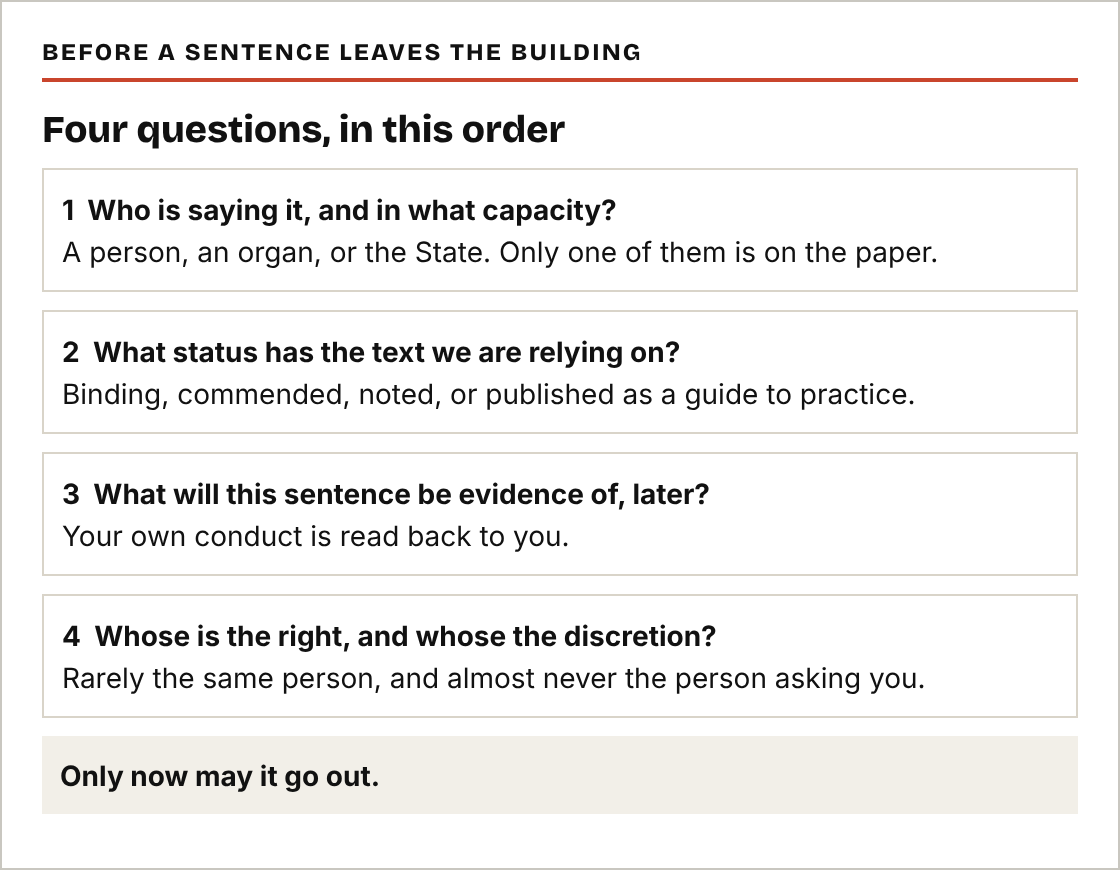 BEFORE A SENTENCE LEAVES THE BUILDING
Four questions, in this order
1 Who is saying it, and in what capacity?
A person, an organ, or the State. Only one of them is on the paper.
2 What status has the text we are relying on?
Binding, commended, noted, or published as a guide to practice.
3 What will this sentence be evidence of, later?
Your own conduct is read back to you.
4 Whose is the right, and whose the discretion?
Rarely the same person, and almost never the person asking you.
Only now may it go out.